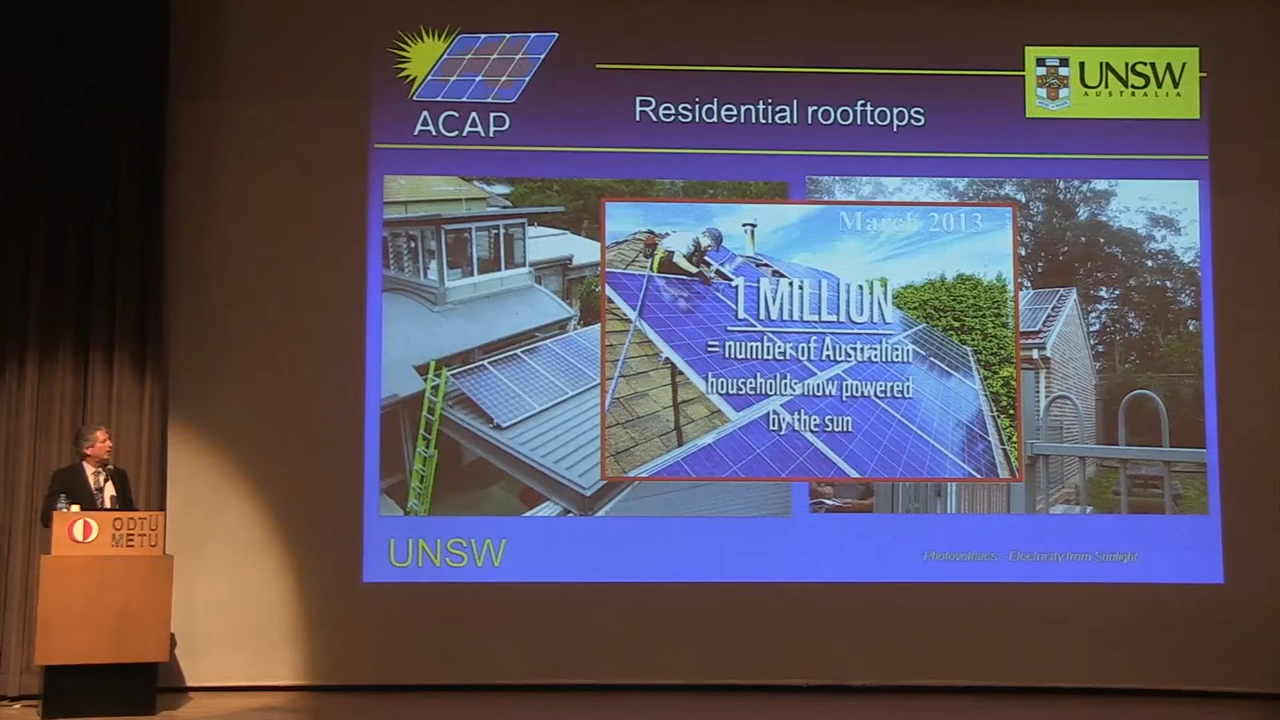 ACAP
Residential rooftops
UNSW
AUSTRALIA
March 2013
1 MILLION
= number of Australian
households now powered
by the sun
UNSW
Photovoltaics: - Electricity from Sunlight
ODTÜ
METU